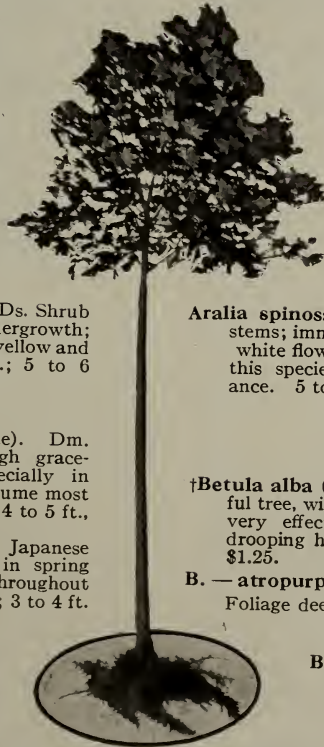 Ds. Shrub
ergrowth;
yellow and
.; 5 to 6
e). Dm.
gh grace-
ecially in
ume most
4 to 5 ft.,
Japanese
in spring
hroughout
; 3 to 4 ft.
Aralia spinos
stems; imm
white flow
this specie
ance. 5 to
†Betula alba (
ful tree, wi
very effec
drooping h
$1.25.
B. — atropurp
Foliage dee
B